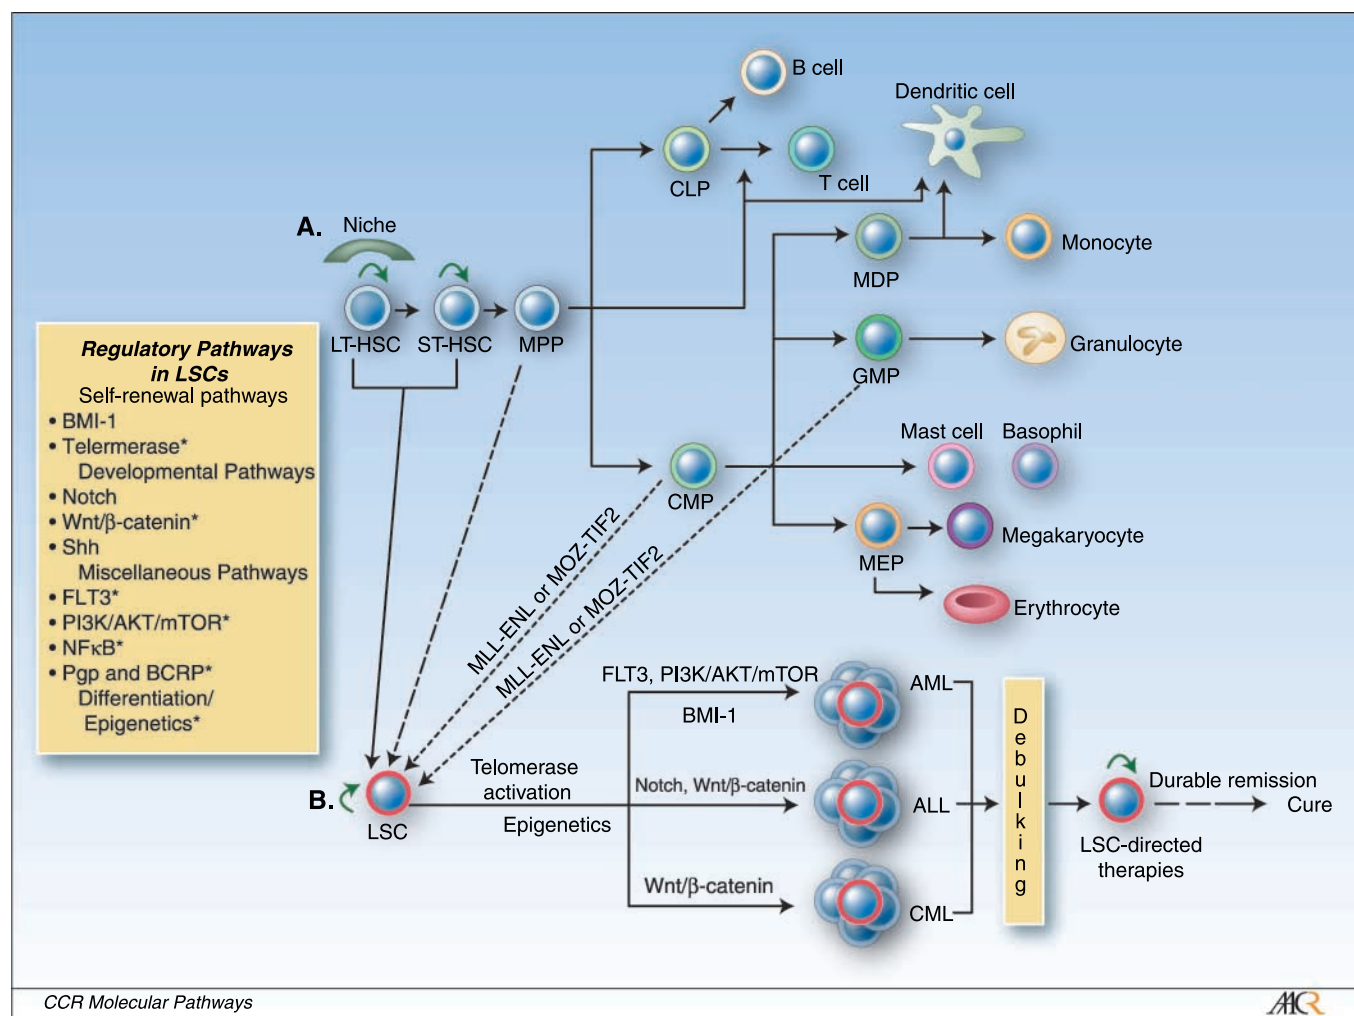 B cell
Dendritic cell
CLP
T cell
A.
Niche
MDP
Monocyte
LT-HSC
ST-HSC
MPP
GMP
Granulocyte
Regulatory Pathways
in LSCs
Self-renewal pathways
• BMI-1
• Telermerase*
Developmental Pathways
• Notch
• Wnt/β-catenin*
• Shh
Miscellaneous Pathways
• FLT3*
• PI3K/AKT/mTOR*
• NFκB*
• Pgp and BCRP*
Differentiation/
Epigenetics*
Mast cell
Basophil
CMP
Megakaryocyte
MEP
Erythrocyte
MLL-ENL or MOZ-TIF2
MLL-ENL or MOZ-TIF2
B.
LSC
Telomerase
activation
Epigenetics
FLT3, PI3K/AKT/mTOR
BMI-1
AML
Notch, Wnt/β-catenin
ALL
Wnt/β-catenin
CML
Debulking
LSC-directed
therapies
Durable remission
Cure
CCR Molecular Pathways
AACR